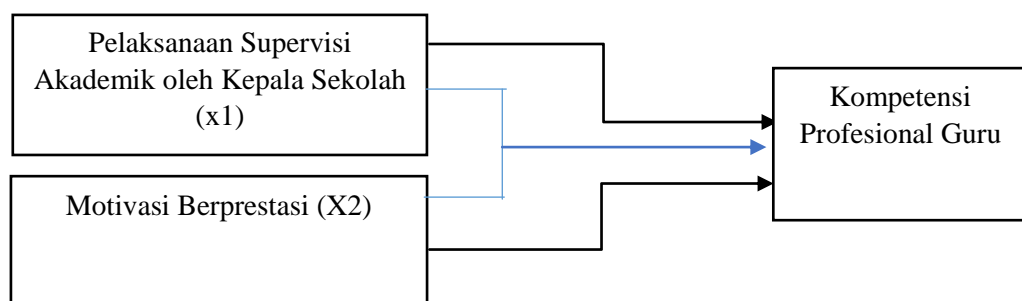 Pelaksanaan Supervisi
Akademik oleh Kepala Sekolah
(x1)
Motivasi Berprestasi (X2)
Kompetensi
Profesional Guru